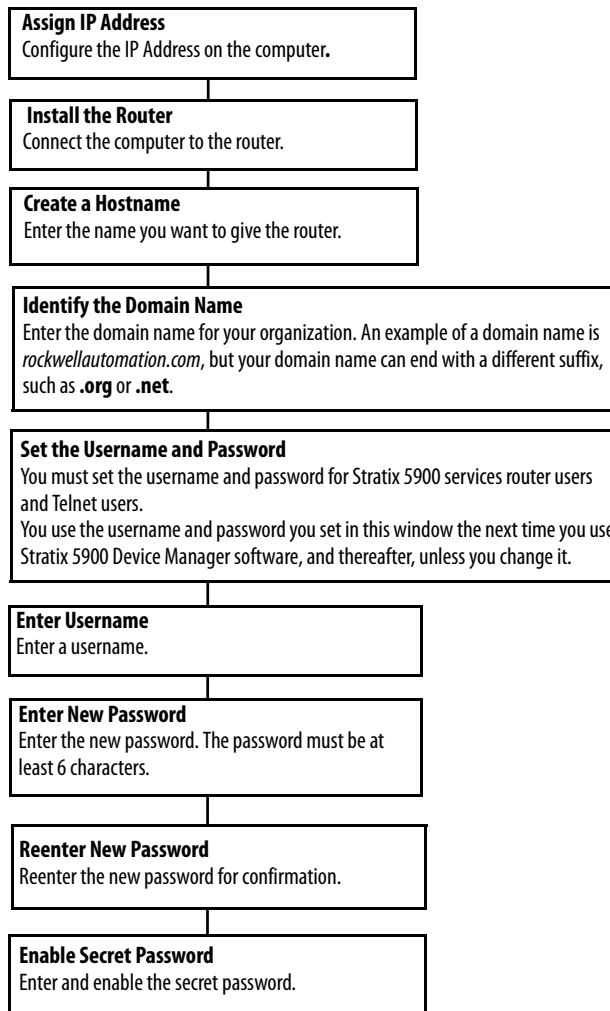 Assign IP Address
Configure the IP Address on the computer.
Install the Router
Connect the computer to the router.
Create a Hostname
Enter the name you want to give the router.
Identify the Domain Name
Enter the domain name for your organization. An example of a domain name is
rockwellautomation.com, but your domain name can end with a different suffix,
such as .org or .net.
Set the Username and Password
You must set the username and password for Stratix 5900 services router users
and Telnet users.
You use the username and password you set in this window the next time you use
Stratix 5900 Device Manager software, and thereafter, unless you change it.
Enter Username
Enter a username.
Enter New Password
Enter the new password. The password must be at
least 6 characters.
Reenter New Password
Reenter the new password for confirmation.
Enable Secret Password
Enter and enable the secret password.